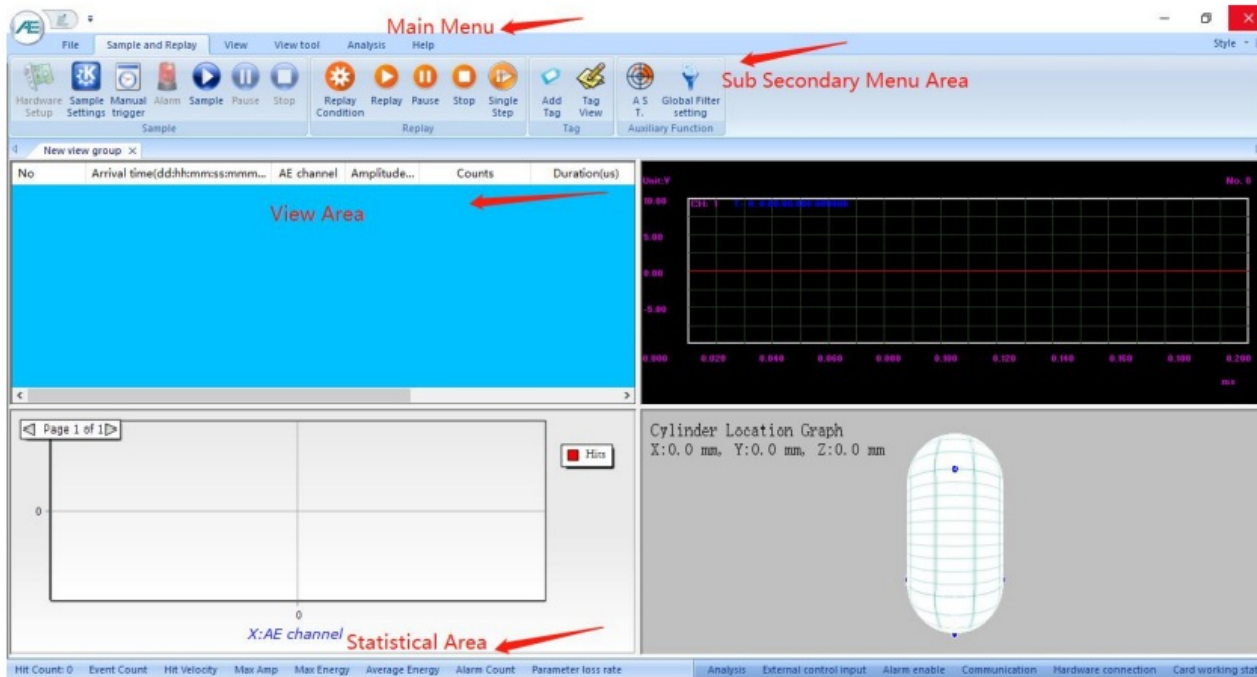 AE
Main Menu
File Sample and Replay View View tool Analysis Help Style
Sub Secondary Menu Area
Hardware Setup Sample Settings Manual trigger Alarm Sample Pause Stop Replay Condition Replay Pause Stop Single Step Add Tag Tag View A S T. Global Filter setting
Sample Replay Tag Auxiliary Function
New view group
No Arrival time(dd:hh:mm:ss:mmm... AE channel Amplitude... Counts Duration(us)
View Area
Unit:V No. 0
10.00 CH. 1
5.00
0.00
-5.00
0.000 0.020 0.040 0.060 0.080 0.100 0.120 0.140 0.160 0.180 0.200
ms
Page 1 of 1
Hits
0
0
X:AE channel
Cylinder Location Graph
X:0.0 mm, Y:0.0 mm, Z:0.0 mm
Statistical Area
Hit Count: 0 Event Count Hit Velocity Max Amp Max Energy Average Energy Alarm Count Parameter loss rate Analysis External control input Alarm enable Communication Hardware connection Card working stat